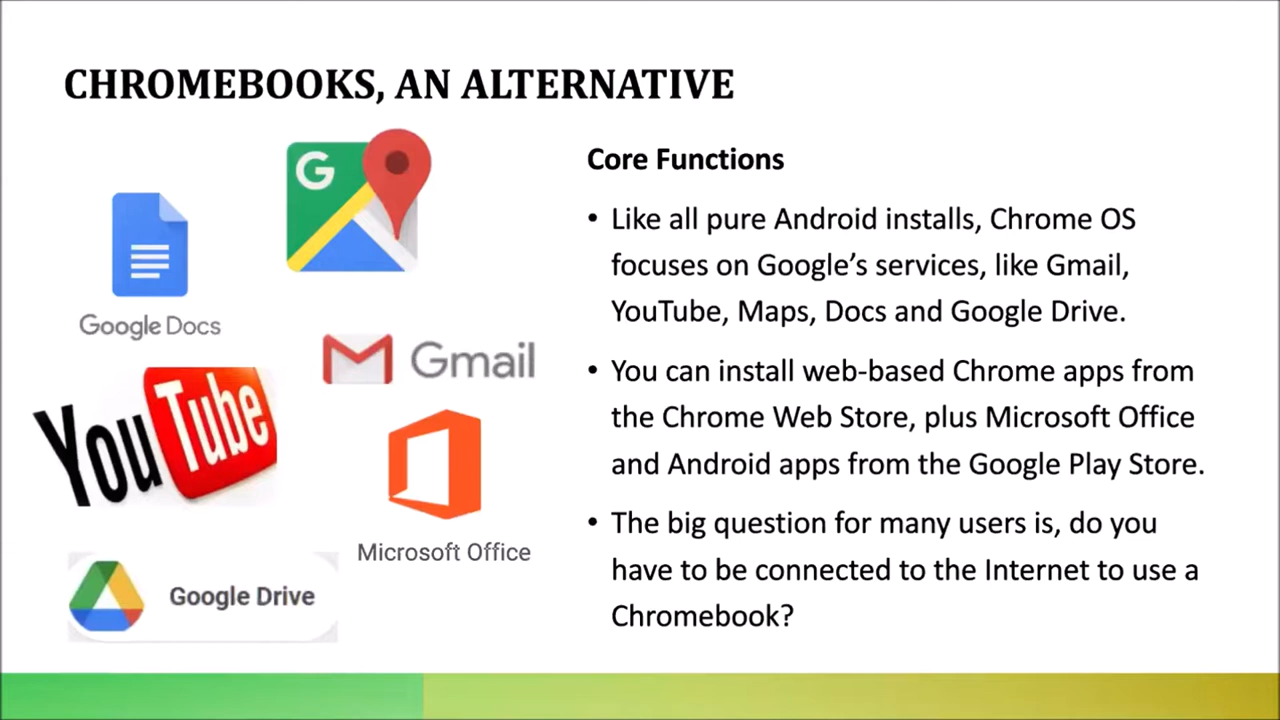 CHROMEBOOKS, AN ALTERNATIVE
G
Google Docs
Gmail
YouTube
Microsoft Office
Google Drive
Core Functions
• Like all pure Android installs, Chrome OS
focuses on Google’s services, like Gmail,
YouTube, Maps, Docs and Google Drive.
• You can install web-based Chrome apps from
the Chrome Web Store, plus Microsoft Office
and Android apps from the Google Play Store.
• The big question for many users is, do you
have to be connected to the Internet to use a
Chromebook?